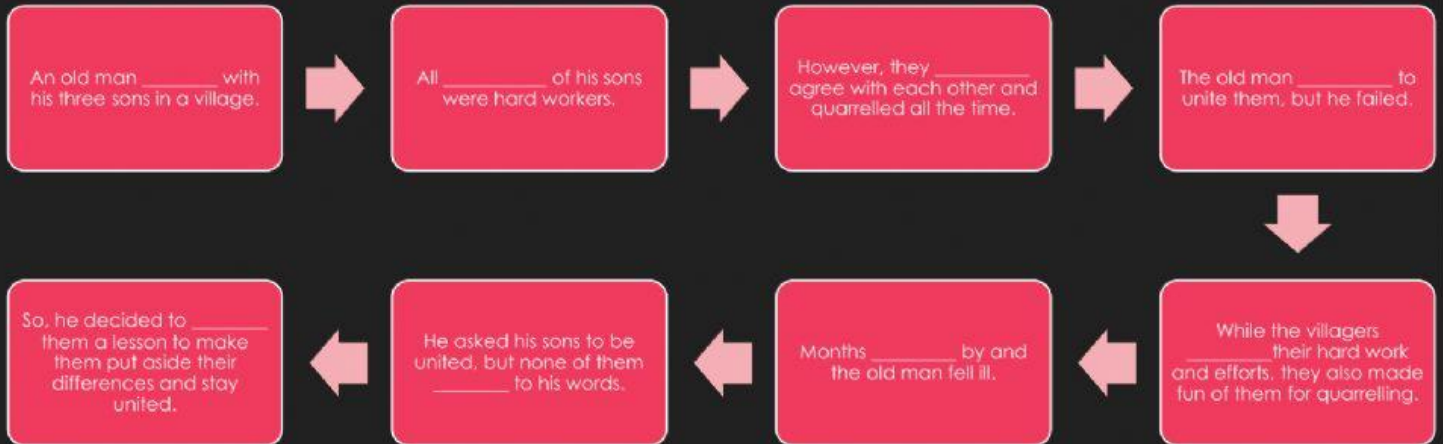 An old man ________ with
his three sons in a village.
All ___________ of his sons
were hard workers.
However, they __________
agree with each other and
quarrelled all the time.
The old man __________ to
unite them, but he failed.
While the villagers
_________their hard work
and efforts, they also made
fun of them for quarrelling.
Months _________ by and
the old man fell ill.
He asked his sons to be
united, but none of them
________ to his words.
So, he decided to ________
them a lesson to make
them put aside their
differences and stay
united.